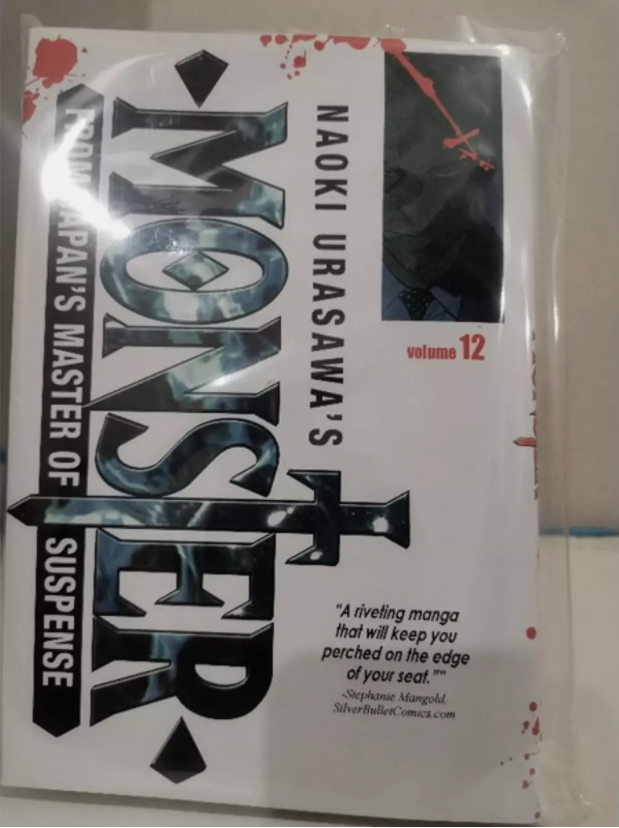 NAOKI URASAWA'S
MONSTER
FROM JAPAN'S MASTER OF SUSPENSE
volume 12
"A riveting manga
that will keep you
perched on the edge
of your seat.""
-Stephanie Mangold,
SilverBulletComics.com